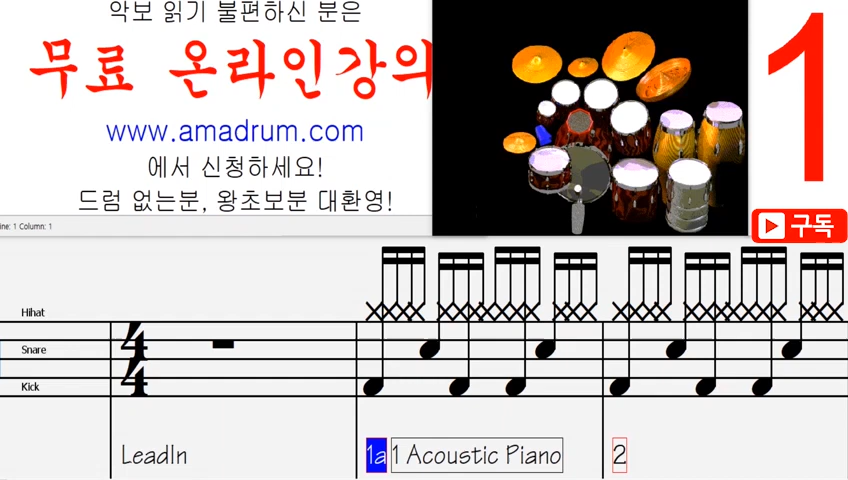 악보 읽기 불편하신 분은
무료 온라인강의
www.amadrum.com
에서 신청하세요!
드럼 없는분, 왕초보분 대환영!
1
구독
ine: 1 Column: 1
Hihat
Snare
Kick
4
4
LeadIn
1a
1 Acoustic Piano
2